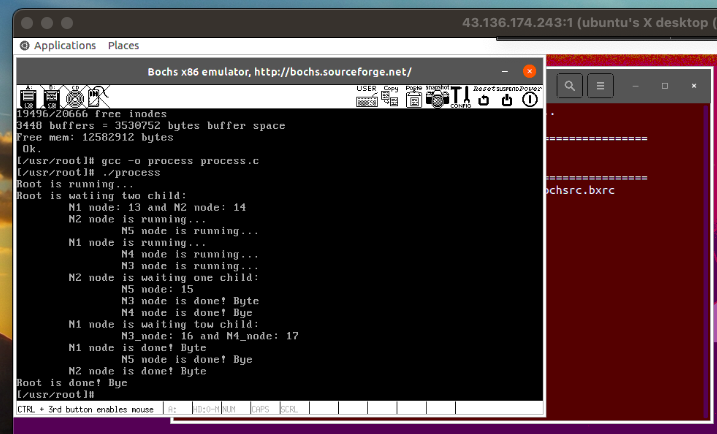 43.136.174.243:1 (ubuntu's X desktop (
Applications Places
Bochs x86 emulator, http://bochs.sourceforge.net/
A: B: CD
USER Copy Paste snapshot CONFIG Reset SUSPEND Power
19496/20666 free inodes
3448 buffers = 3530752 bytes buffer space
Free mem: 12582912 bytes
Ok.
[/usr/root]# gcc -o process process.c
[/usr/root]# ./process
Root is running...
Root is watiing two child:
N1 node: 13 and N2 node: 14
N2 node is running...
N5 node is running...
N1 node is running...
N4 node is running...
N3 node is running...
N2 node is waiting one child:
N5 node: 15
N3 node is done! Byte
N4 node is done! Bye
N1 node is waiting tow child:
N3_node: 16 and N4_node: 17
N1 node is done! Byte
N5 node is done! Bye
N2 node is done! Byte
Root is done! Bye
[/usr/root]#
CTRL + 3rd button enables mouse A: HD:0-M NUM CAPS SCRL
..
================
================
ochsrc.bxrc